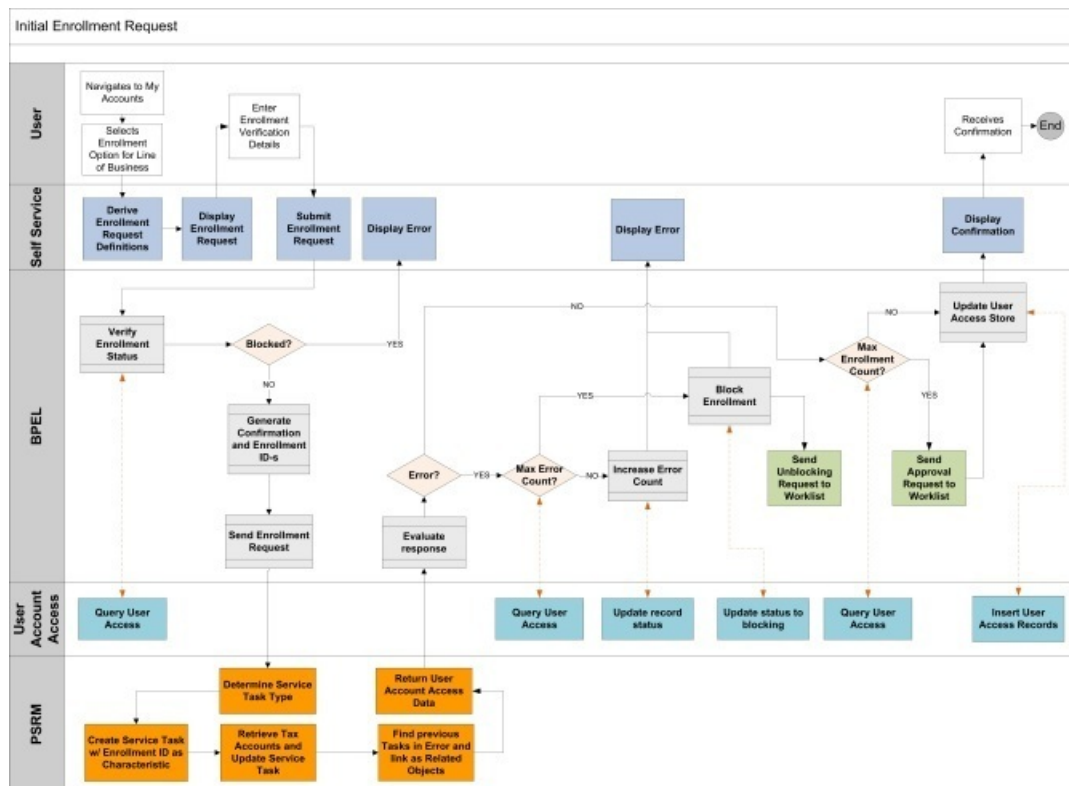 Initial Enrollment Request
User
Navigates to My
Accounts
Selects
Enrollment
Option for Line
of Business
Enter
Enrollment
Verification
Details
Receives
Confirmation
End
Self Service
Derive
Enrollment
Request
Definitions
Display
Enrollment
Request
Submit
Enrollment
Request
Display Error
Display Error
Display
Confirmation
BPEL
Verify
Enrollment
Status
Blocked?
YES
NO
Generate
Confirmation
and Enrollment
ID-s
Send Enrollment
Request
Evaluate
response
Error?
NO
YES
Max Error
Count?
YES
NO
Increase Error
Count
Block
Enrollment
Send
Unblocking
Request to
Worklist
Max
Enrollment
Count?
NO
YES
Send
Approval
Request to
Worklist
Update User
Access Store
User
Account
Access
Query User
Access
Query User
Access
Update record
status
Update status to
blocking
Query User
Access
Insert User
Access Records
PSRM
Determine Service
Task Type
Create Service Task
w/ Enrollment ID as
Characteristic
Retrieve Tax
Accounts and
Update Service
Task
Find previous
Tasks in Error and
link as Related
Objects
Return User
Account Access
Data